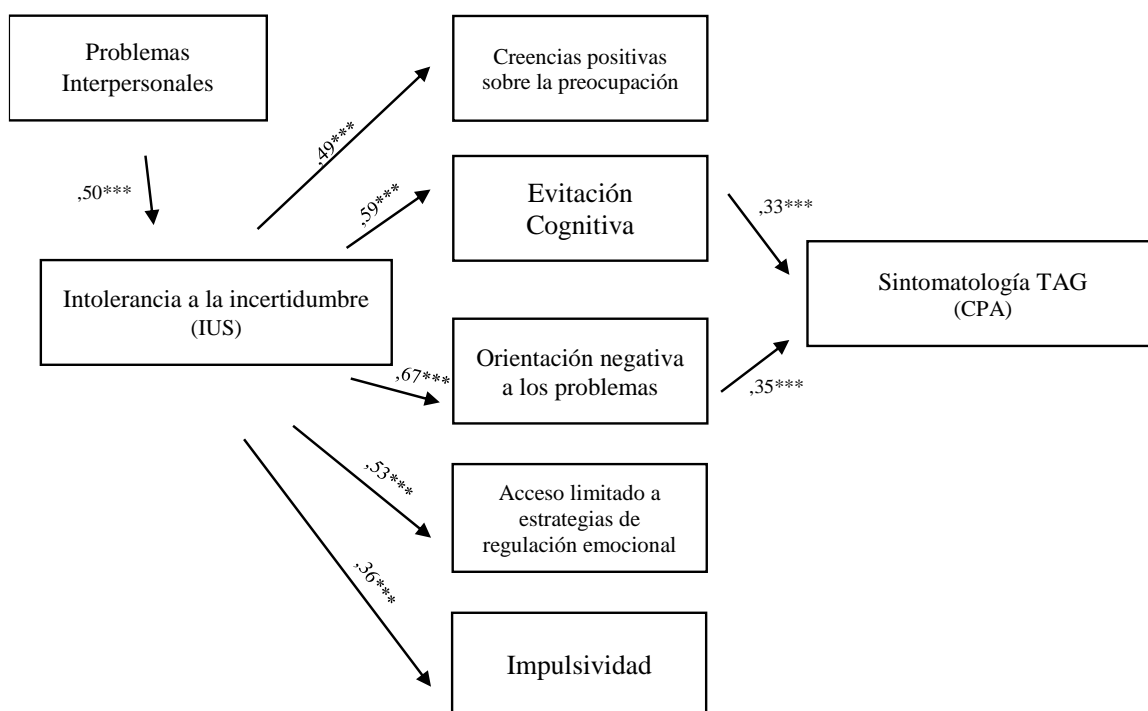 Problemas
Interpersonales
,50***
Intolerancia a la incertidumbre
(IUS)
,49***
,59***
,67***
,53***
,36***
Creencias positivas
sobre la preocupación
Evitación
Cognitiva
Orientación negativa
a los problemas
Acceso limitado a
estrategias de
regulación emocional
Impulsividad
,33***
,35***
Sintomatología TAG
(CPA)